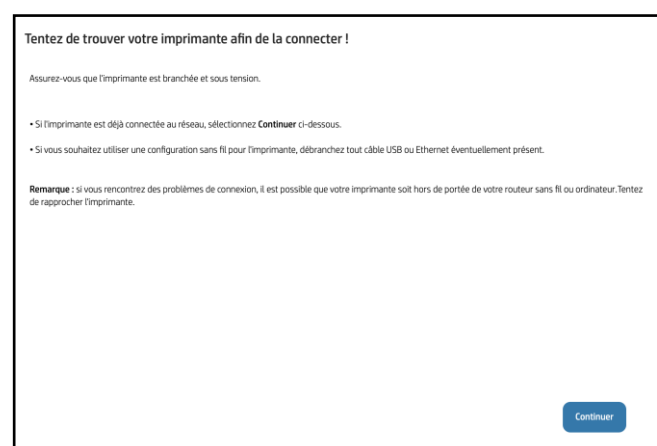 Tentez de trouver votre imprimante afin de la connecter !
Assurez-vous que l'imprimante est branchée et sous tension.
• Si l'imprimante est déjà connectée au réseau, sélectionnez Continuer ci-dessous.
• Si vous souhaitez utiliser une configuration sans fil pour l'imprimante, débranchez tout câble USB ou Ethernet éventuellement présent.
Remarque : si vous rencontrez des problèmes de connexion, il est possible que votre imprimante soit hors de portée de votre routeur sans fil ou ordinateur.Tentez
de rapprocher l'imprimante.
Continuer